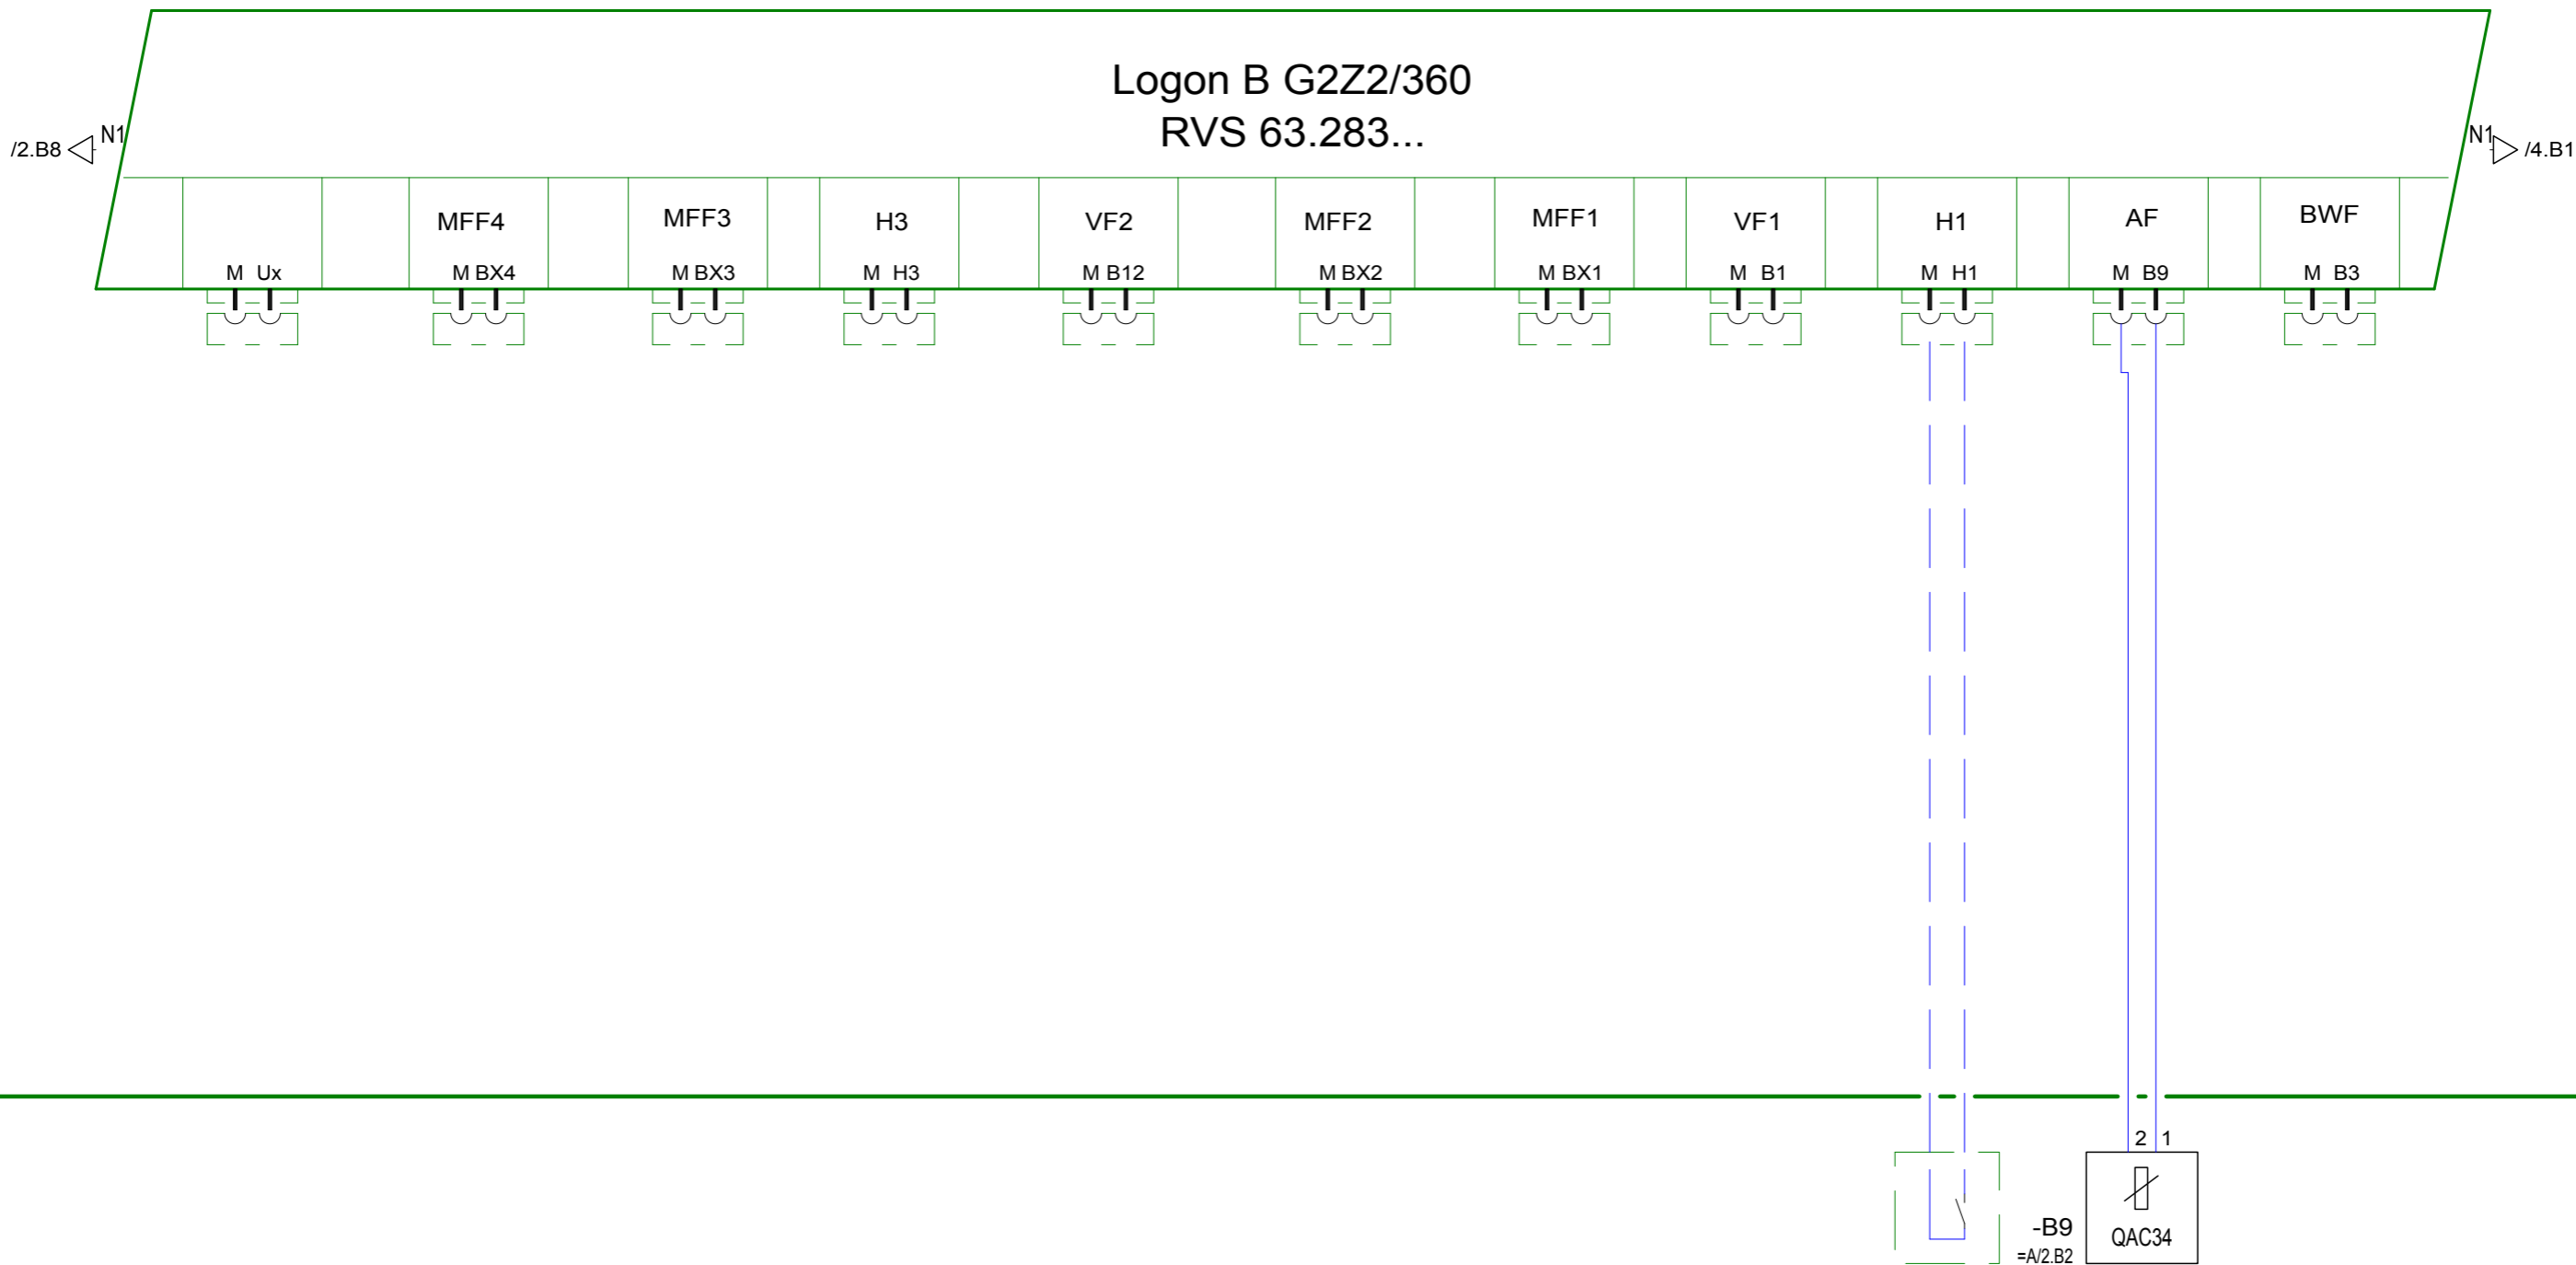 Logon B G2Z2/360
RVS 63.283...
/2.B8 N1
N1 /4.B1
MFF4 MFF3 H3 VF2 MFF2 MFF1 VF1 H1 AF BWF
M Ux M BX4 M BX3 M H3 M B12 M BX2 M BX1 M B1 M H1 M B9 M B3
2 1
-B9
QAC34
=A/2.B2